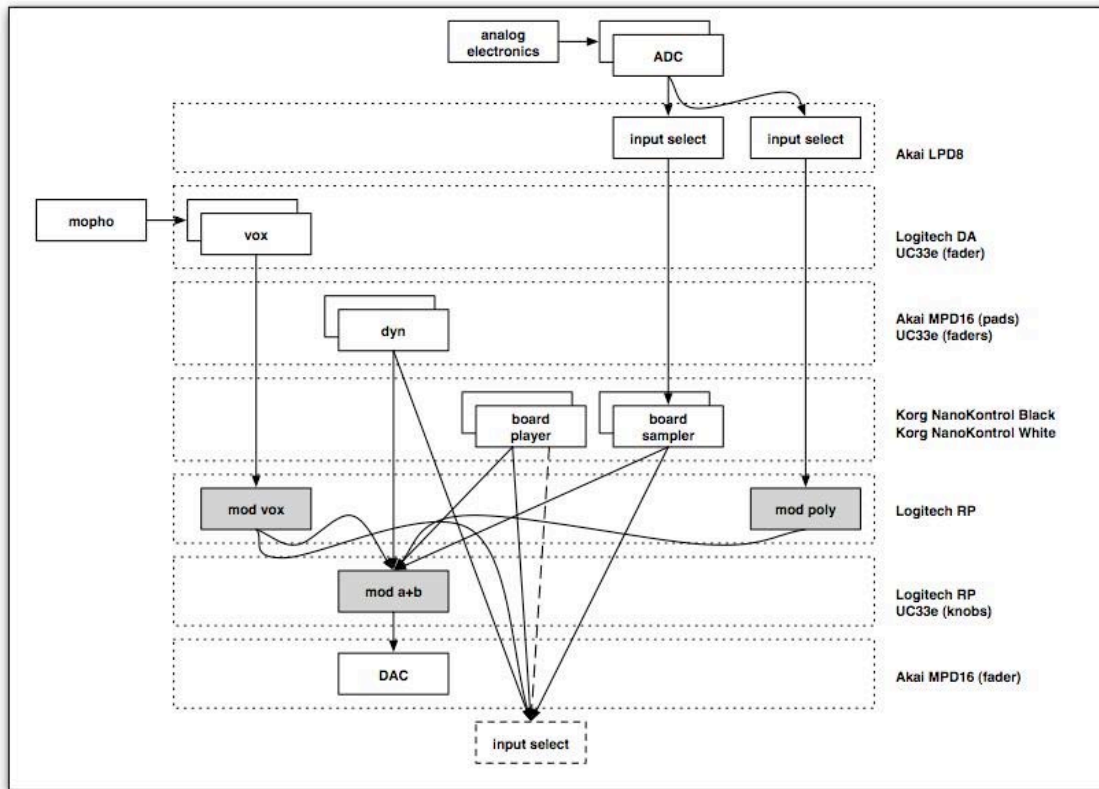 analog
electronics
ADC
input select
input select
Akai LPD8
mopho
vox
Logitech DA
UC33e (fader)
dyn
Akai MPD16 (pads)
UC33e (faders)
board
player
board
sampler
Korg NanoKontrol Black
Korg NanoKontrol White
mod vox
mod poly
Logitech RP
mod a+b
Logitech RP
UC33e (knobs)
DAC
Akai MPD16 (fader)
input select